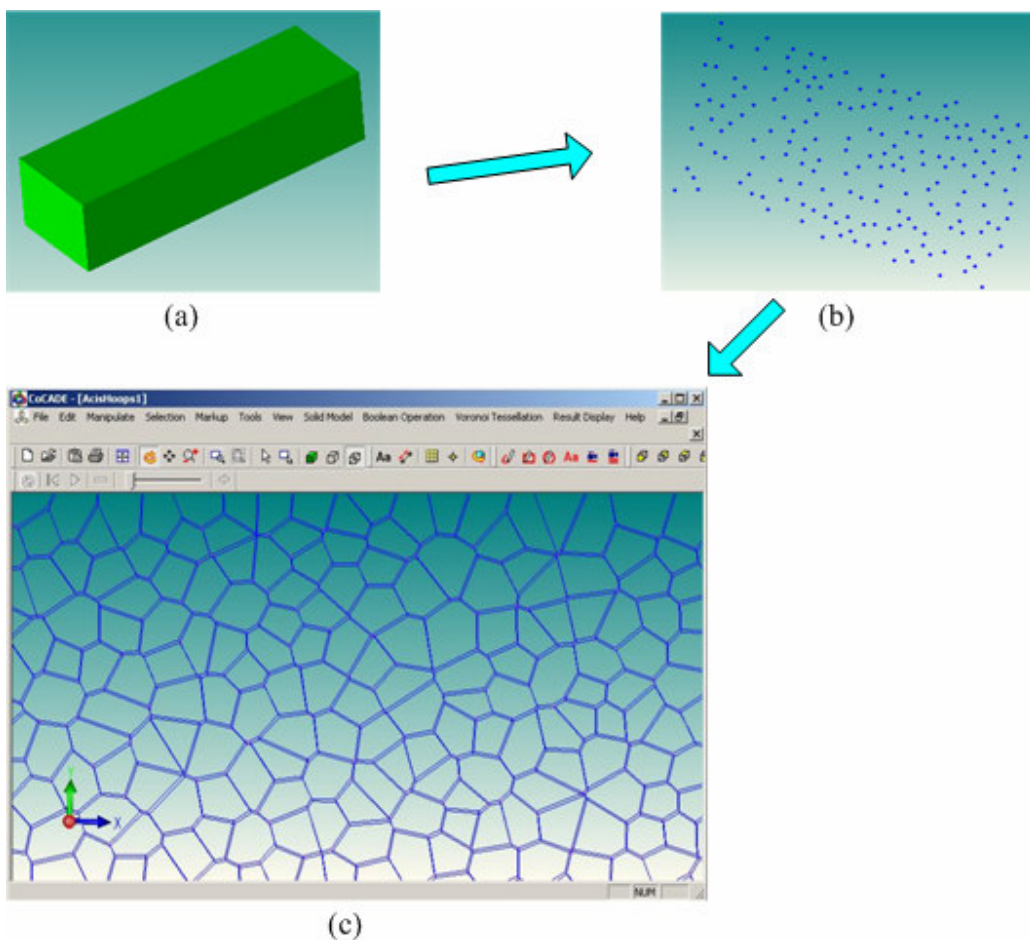 (a)
(b)
CoCADE - [AcisHoops1]
File Edit Manipulate Selection Markup Tools View Solid Model Boolean Operation Voronoi Tessellation Result Display Help
Aa Aa
Y
X
NUM
(c)